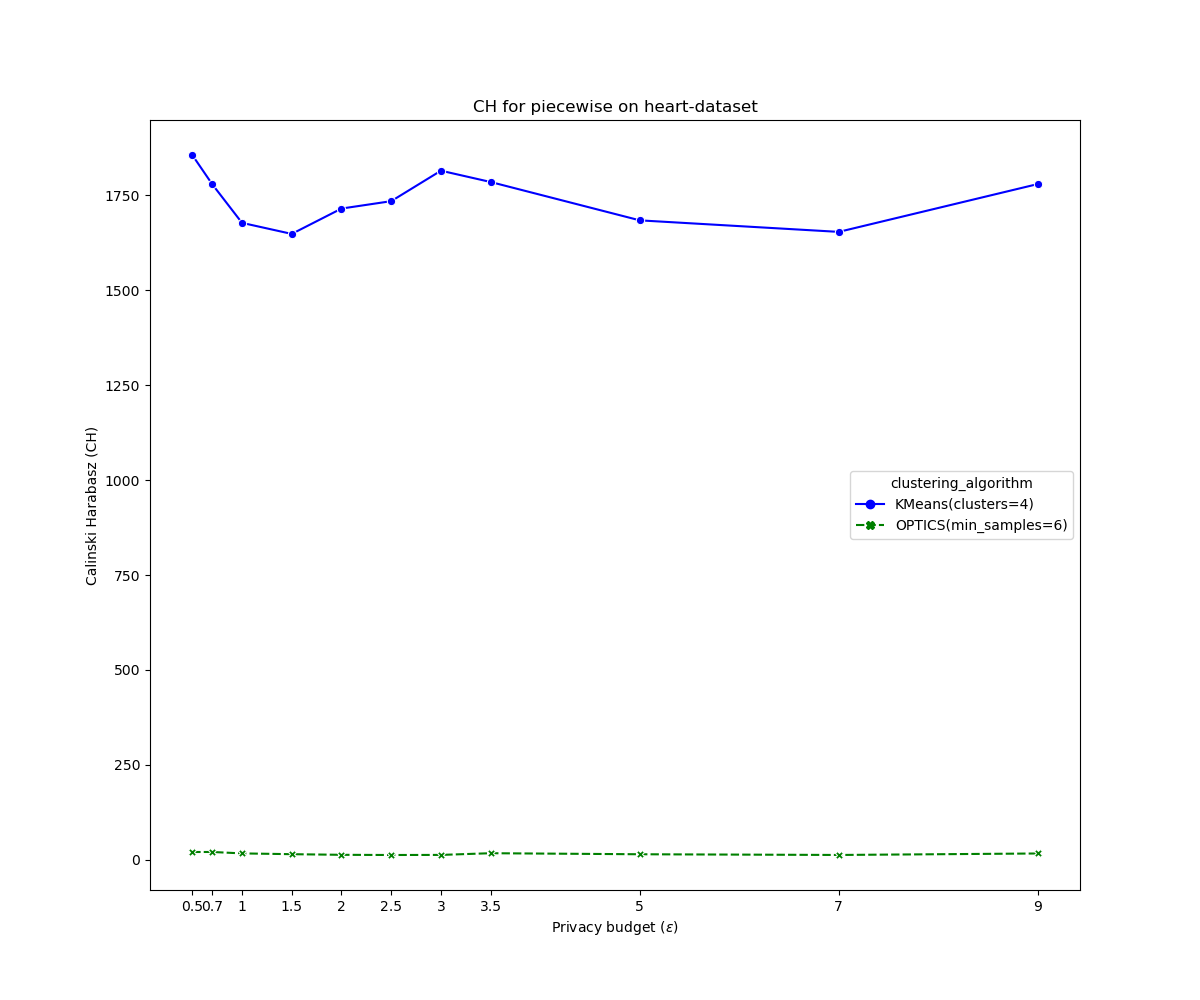 CH for piecewise on heart-dataset
Calinski Harabasz (CH)
1750
1500
1250
1000
750
500
250
0
clustering_algorithm
KMeans(clusters=4)
OPTICS(min_samples=6)
0.5 0.7 1 1.5 2 2.5 3 3.5 5 7 9
Privacy budget (ε)